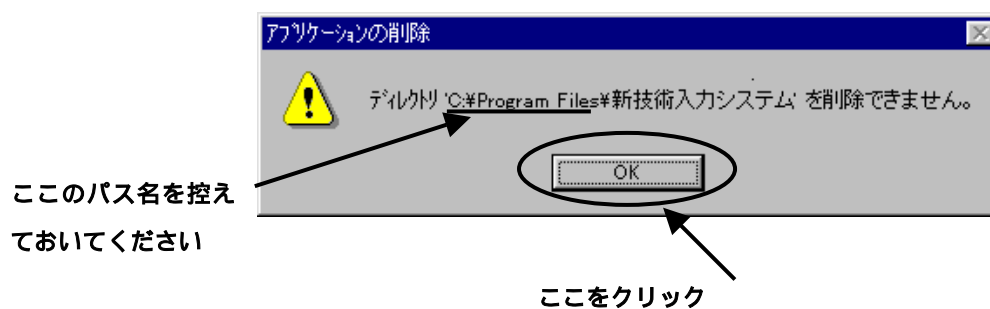 アプリケーションの削除
ディレクトリ 'C:¥Program Files¥新技術入力システム' を削除できません。
OK
ここのパス名を控え
ておいてください
ここをクリック